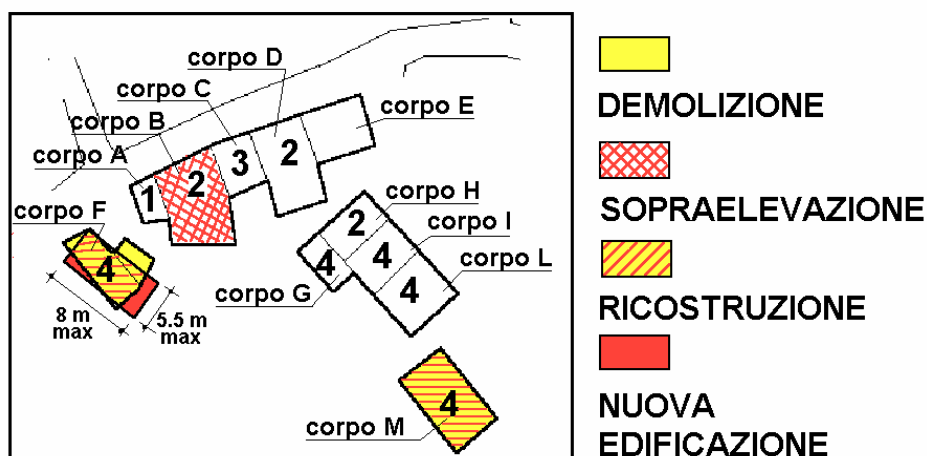 corpo D
corpo C
corpo B
corpo A
corpo E
1
2
3
2
corpo F
4
8 m
max
5.5 m
max
corpo H
2
corpo I
4
4
corpo L
4
corpo G
4
corpo M
DEMOLIZIONE
SOPRAELEVAZIONE
RICOSTRUZIONE
NUOVA
EDIFICAZIONE